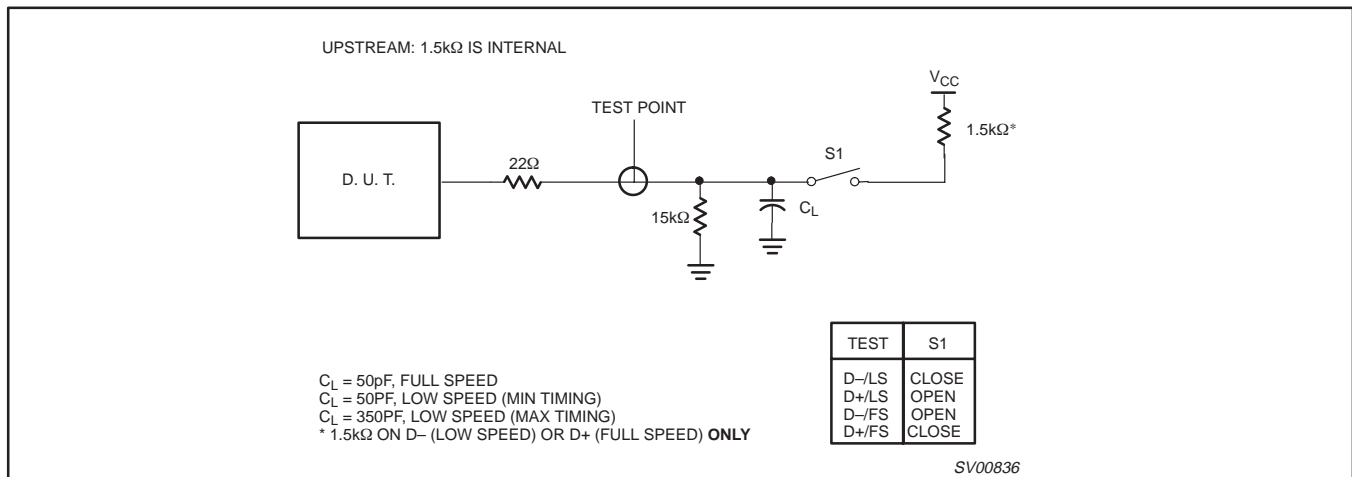 UPSTREAM: 1.5kΩ IS INTERNAL
V_CC
TEST POINT
1.5kΩ*
S1
22Ω
D. U. T.
C_L
15kΩ
TEST S1
D–/LS CLOSE
D+/LS OPEN
D–/FS OPEN
D+/FS CLOSE
C_L = 50pF, FULL SPEED
C_L = 50PF, LOW SPEED (MIN TIMING)
C_L = 350PF, LOW SPEED (MAX TIMING)
* 1.5kΩ ON D– (LOW SPEED) OR D+ (FULL SPEED) ONLY
SV00836